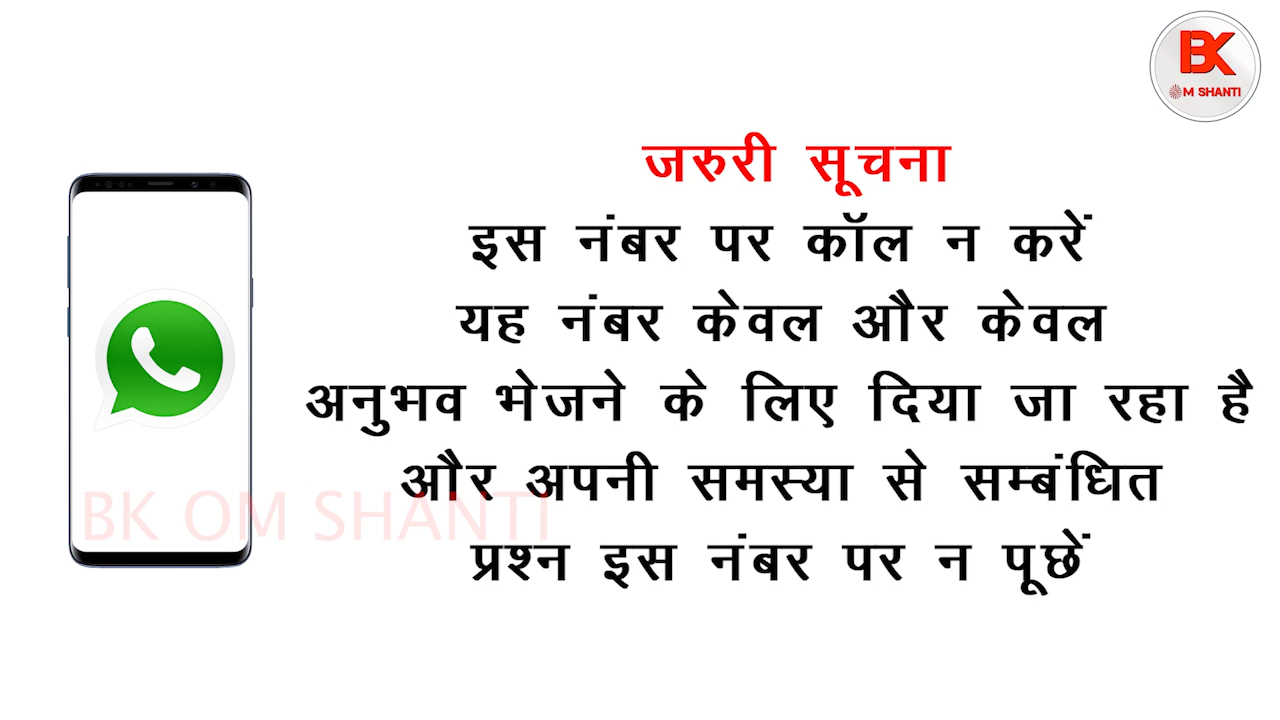 BK
OM SHANTI
जरुरी सूचना
इस नंबर पर कॉल न करें
यह नंबर केवल और केवल
अनुभव भेजने के लिए दिया जा रहा है
और अपनी समस्या से सम्बंधित
BK OM SHANTI
प्रश्न इस नंबर पर न पूछें